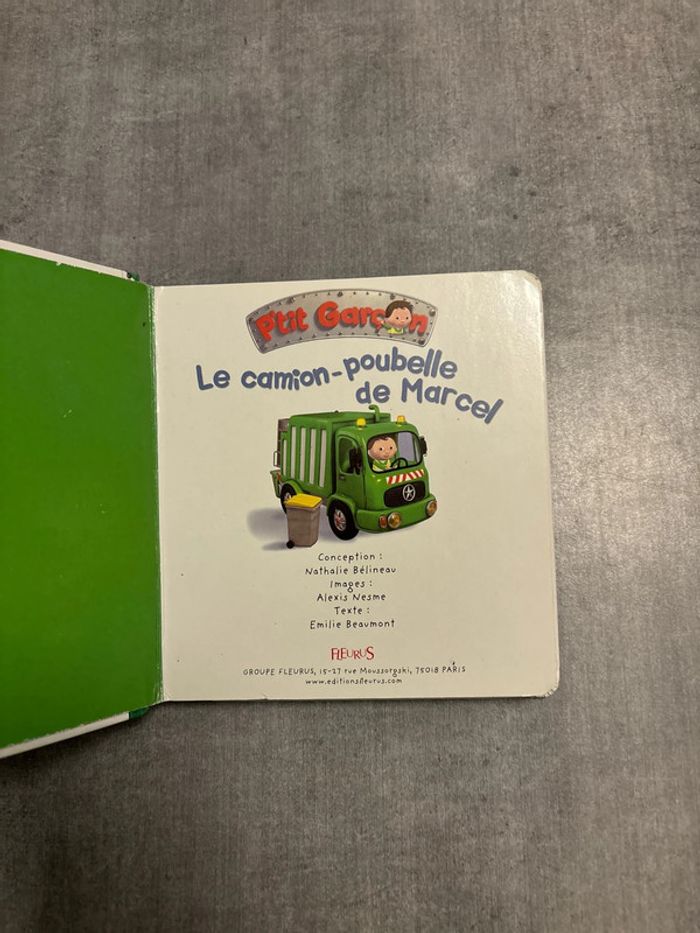 P'tit Garçon
Le camion-poubelle
de Marcel
Conception :
Nathalie Bélineau
Images :
Alexis Nesme
Texte :
Emilie Beaumont
FLEURUS
GROUPE FLEURUS, 15-27 rue Moussorgski, 75018 PARIS
www.editionsfleurus.com